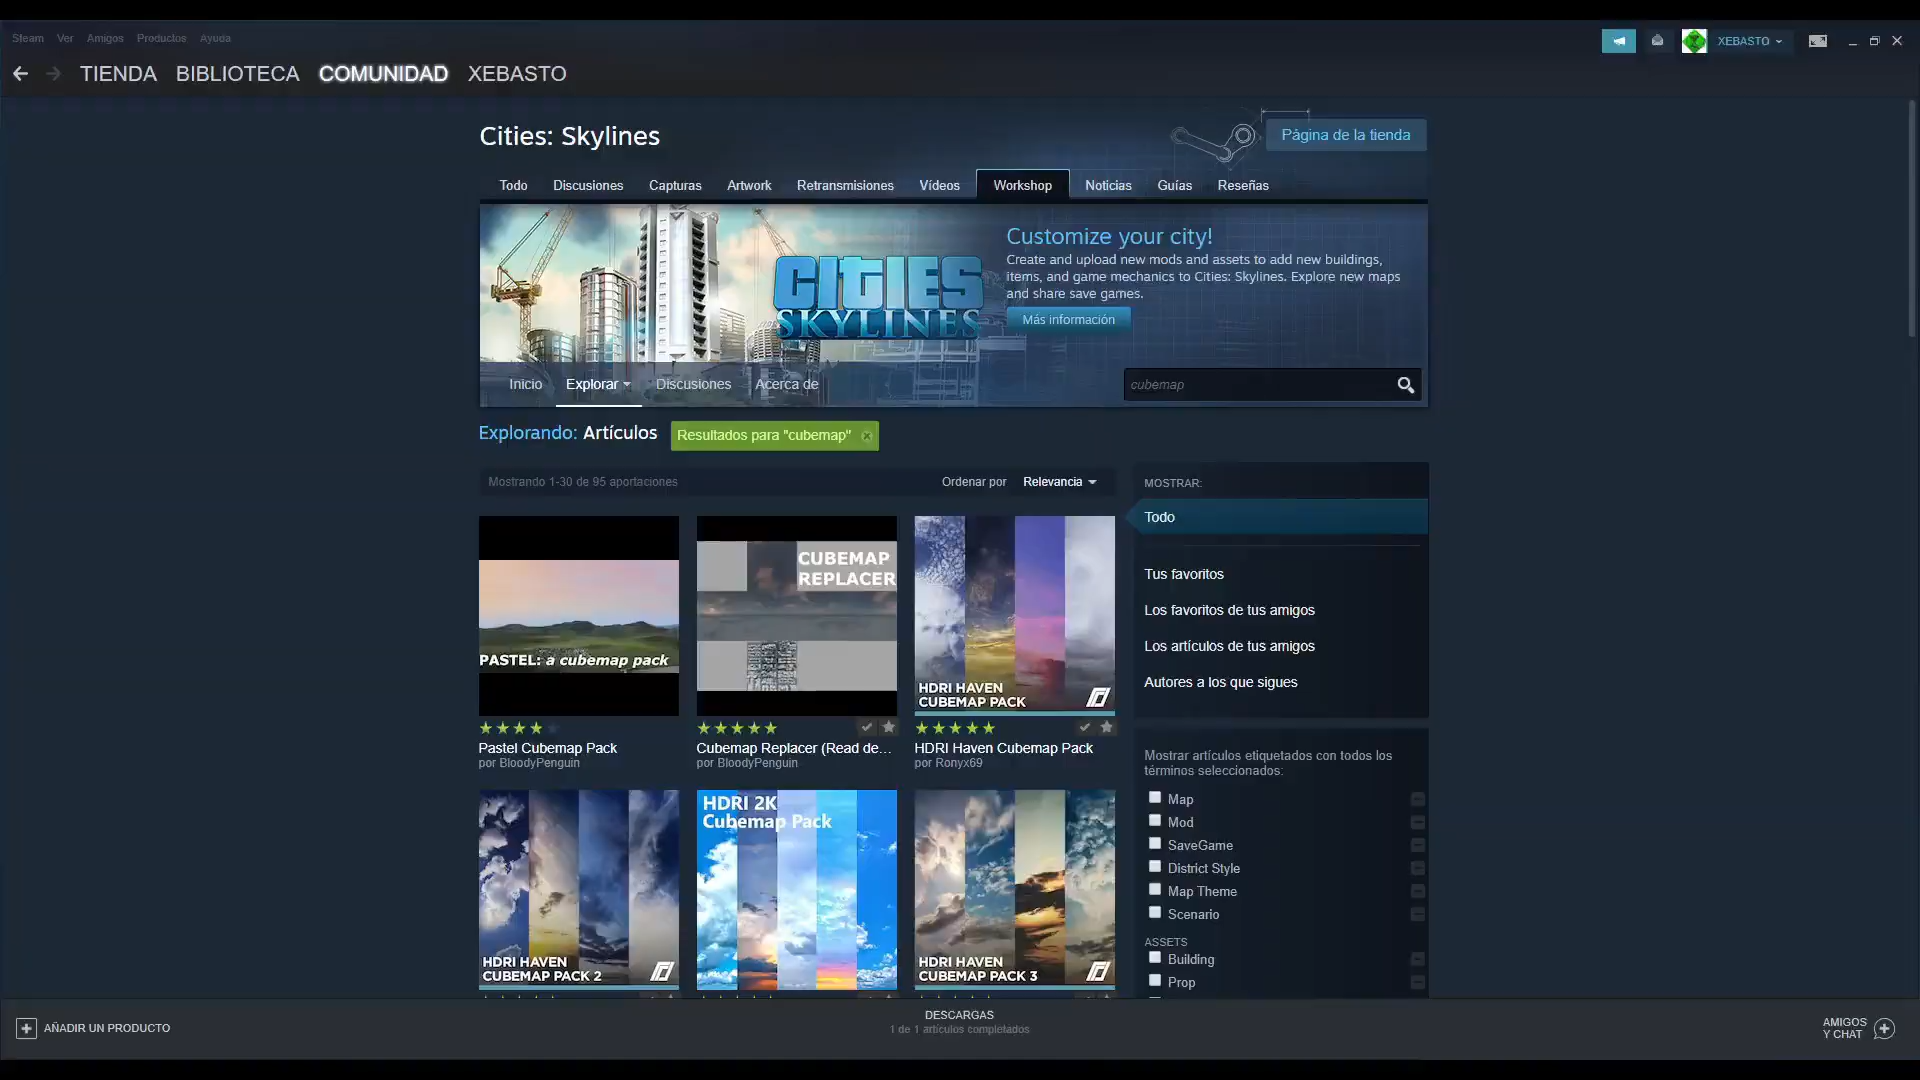 Steam Ver Amigos Productos Ayuda
XEBASTO
TIENDA BIBLIOTECA COMUNIDAD XEBASTO
Cities: Skylines
Página de la tienda
Todo Discusiones Capturas Artwork Retransmisiones Vídeos Workshop Noticias Guías Reseñas
CITIES
SKYLINES
Customize your city!
Create and upload new mods and assets to add new buildings,
items, and game mechanics to Cities: Skylines. Explore new maps
and share save games.
Más información
Inicio Explorar Discusiones Acerca de
cubemap
Explorando: Artículos
Resultados para "cubemap"
Mostrando 1-30 de 95 aportaciones
Ordenar por Relevancia
PASTEL: a cubemap pack
CUBEMAP
REPLACER
HDRI HAVEN
CUBEMAP PACK
Pastel Cubemap Pack
por BloodyPenguin
Cubemap Replacer (Read de...
por BloodyPenguin
HDRI Haven Cubemap Pack
por Ronyx69
HDRI HAVEN
CUBEMAP PACK 2
HDRI 2K
Cubemap Pack
HDRI HAVEN
CUBEMAP PACK 3
MOSTRAR:
Todo
Tus favoritos
Los favoritos de tus amigos
Los artículos de tus amigos
Autores a los que sigues
Mostrar artículos etiquetados con todos los
términos seleccionados:
Map
Mod
SaveGame
District Style
Map Theme
Scenario
ASSETS
Building
Prop
AÑADIR UN PRODUCTO
DESCARGAS
1 de 1 artículos completados
AMIGOS
Y CHAT